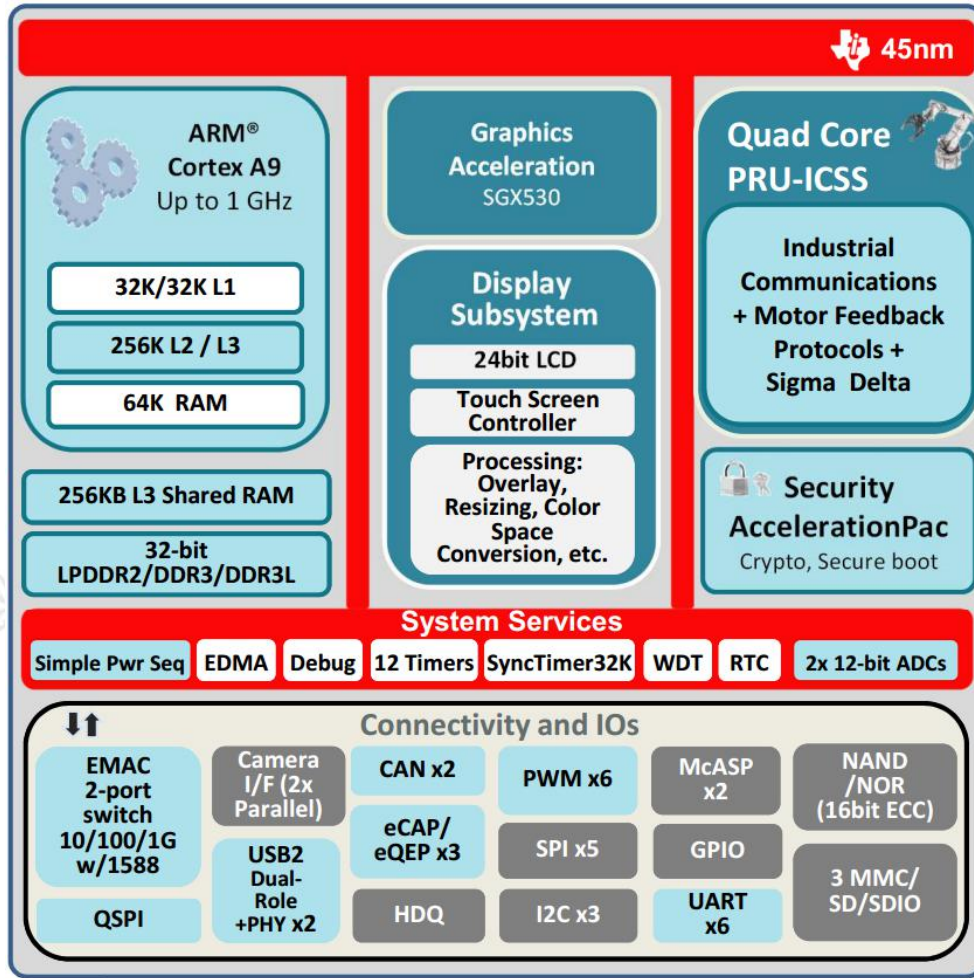 45nm
ARM®
Cortex A9
Up to 1 GHz
32K/32K L1
256K L2 / L3
64K RAM
256KB L3 Shared RAM
32-bit
LPDDR2/DDR3/DDR3L
Graphics
Acceleration
SGX530
Display
Subsystem
24bit LCD
Touch Screen
Controller
Processing:
Overlay,
Resizing, Color
Space
Conversion, etc.
Quad Core
PRU-ICSS
Industrial
Communications
+ Motor Feedback
Protocols +
Sigma Delta
Security
AccelerationPac
Crypto, Secure boot
System Services
Simple Pwr Seq
EDMA
Debug
12 Timers
SyncTimer32K
WDT
RTC
2x 12-bit ADCs
Connectivity and IOs
EMAC
2-port
switch
10/100/1G
w/1588
QSPI
Camera
I/F (2x
Parallel)
USB2
Dual-
Role
+PHY x2
CAN x2
eCAP/
eQEP x3
HDQ
PWM x6
SPI x5
I2C x3
McASP
x2
GPIO
UART
x6
NAND
/NOR
(16bit ECC)
3 MMC/
SD/SDIO